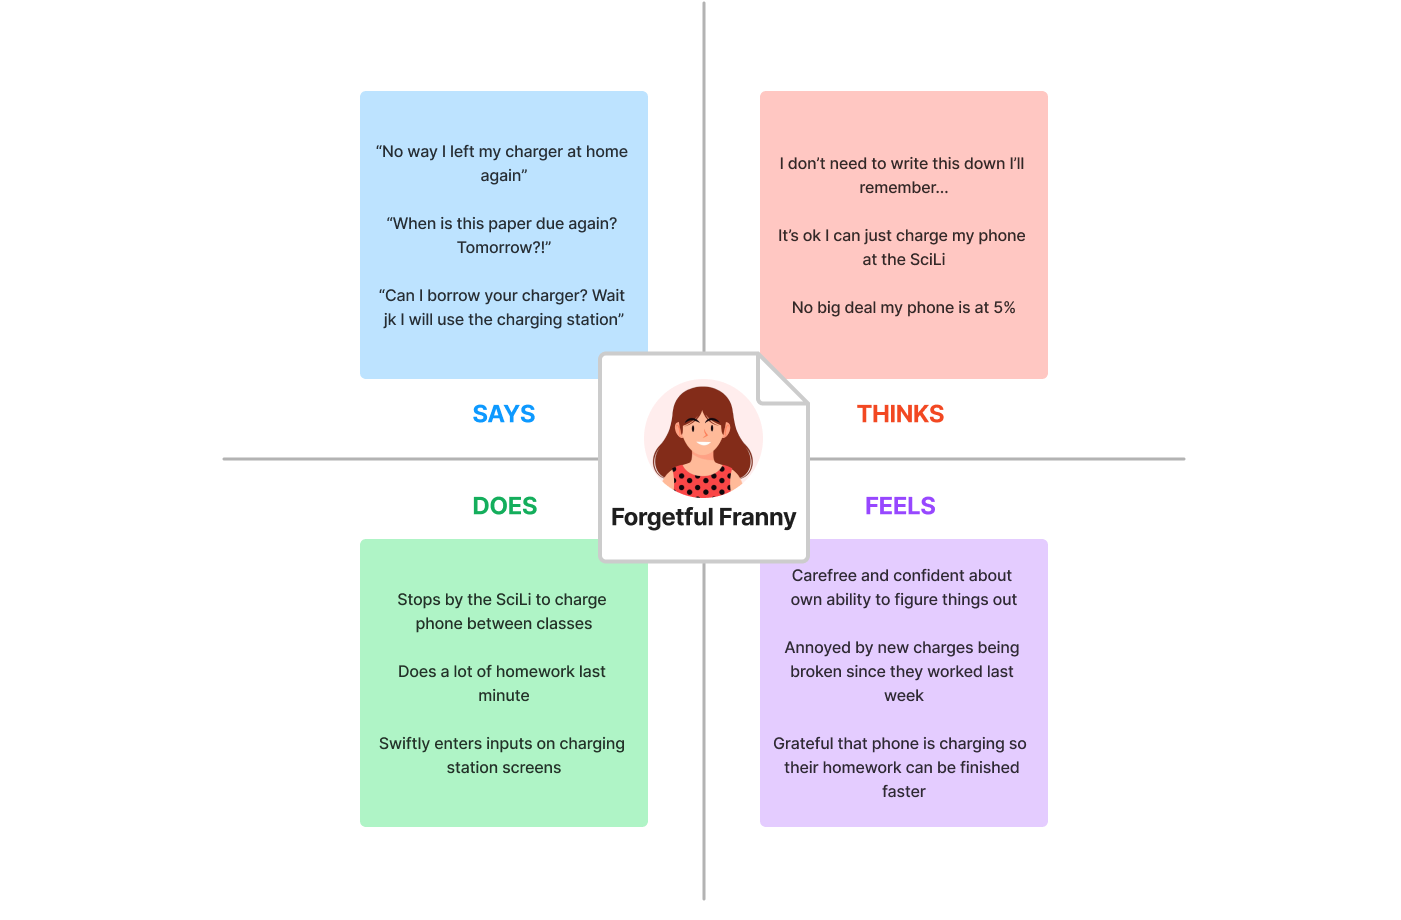 “No way I left my charger at home
again”
“When is this paper due again?
Tomorrow?!”
“Can I borrow your charger? Wait
jk I will use the charging station”
SAYS
I don’t need to write this down I’ll
remember...
It’s ok I can just charge my phone
at the SciLi
No big deal my phone is at 5%
THINKS
Forgetful Franny
DOES
Stops by the SciLi to charge
phone between classes
Does a lot of homework last
minute
Swiftly enters inputs on charging
station screens
FEELS
Carefree and confident about
own ability to figure things out
Annoyed by new charges being
broken since they worked last
week
Grateful that phone is charging so
their homework can be finished
faster